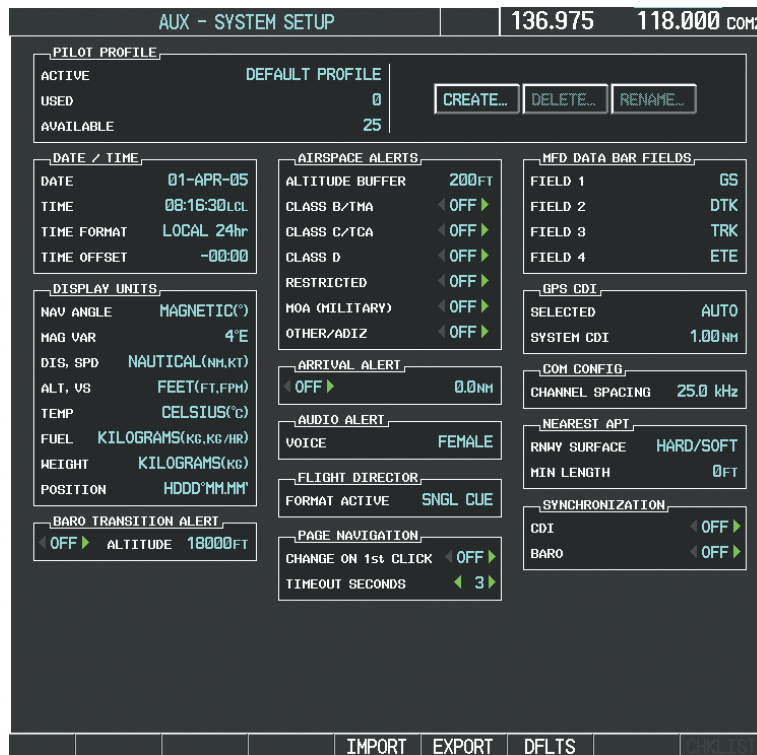 AUX - SYSTEM SETUP 136.975 118.000 COM2
PILOT PROFILE
ACTIVE DEFAULT PROFILE
USED 0
AVAILABLE 25
CREATE... DELETE... RENAME...
DATE / TIME
DATE 01-APR-05
TIME 08:16:30LCL
TIME FORMAT LOCAL 24hr
TIME OFFSET -00:00
DISPLAY UNITS
NAV ANGLE MAGNETIC(°)
MAG VAR 4°E
DIS, SPD NAUTICAL(NM,KT)
ALT, VS FEET(FT,FPM)
TEMP CELSIUS(°C)
FUEL KILOGRAMS(KG,KG/HR)
WEIGHT KILOGRAMS(KG)
POSITION HDDD°MM.MM'
BARO TRANSITION ALERT
OFF ALTITUDE 18000FT
AIRSPACE ALERTS
ALTITUDE BUFFER 200FT
CLASS B/TMA OFF
CLASS C/TCA OFF
CLASS D OFF
RESTRICTED OFF
MOA (MILITARY) OFF
OTHER/ADIZ OFF
ARRIVAL ALERT
OFF 0.0NM
AUDIO ALERT
VOICE FEMALE
FLIGHT DIRECTOR
FORMAT ACTIVE SNGL CUE
PAGE NAVIGATION
CHANGE ON 1st CLICK OFF
TIMEOUT SECONDS 3
MFD DATA BAR FIELDS
FIELD 1 GS
FIELD 2 DTK
FIELD 3 TRK
FIELD 4 ETE
GPS CDI
SELECTED AUTO
SYSTEM CDI 1.00NM
COM CONFIG
CHANNEL SPACING 25.0 kHz
NEAREST APT
RNWY SURFACE HARD/SOFT
MIN LENGTH 0FT
SYNCHRONIZATION
CDI OFF
BARO OFF
IMPORT EXPORT DFLTS CHKLIST